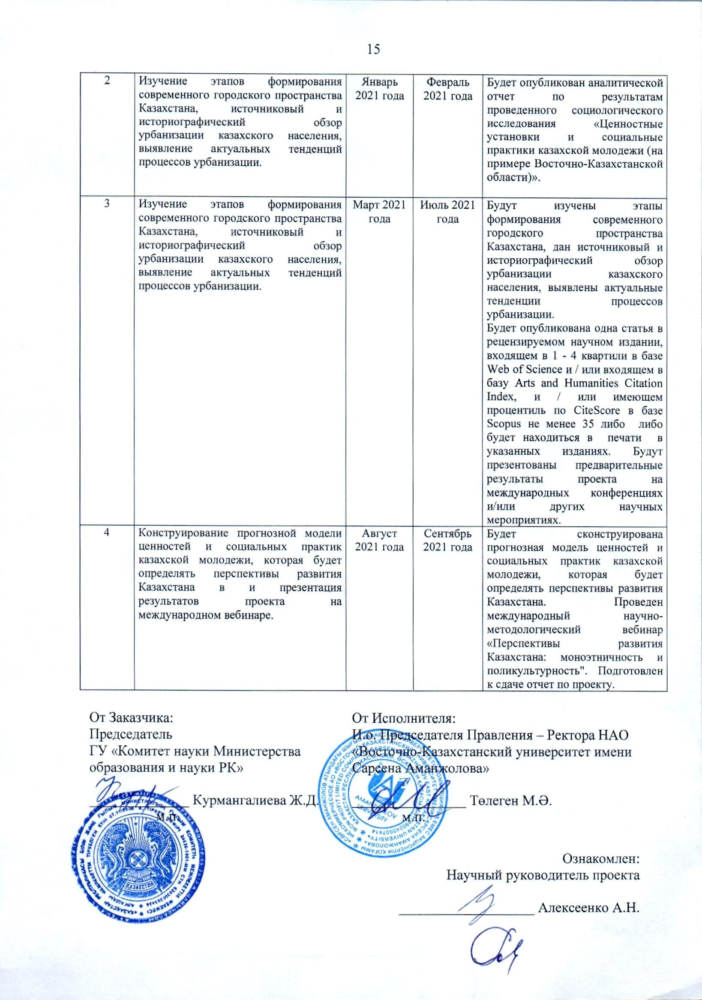 15
2
Изучение этапов формирования
современного городского пространства
Казахстана, источниковый и
историографический обзор
урбанизации казахского населения,
выявление актуальных тенденций
процессов урбанизации.
Январь
2021 года
Февраль
2021 года
Будет опубликован аналитической
отчет по результатам
проведенного социологического
исследования «Ценностные
установки и социальные
практики казахской молодежи (на
примере Восточно-Казахстанской
области)».
3
Изучение этапов формирования
современного городского пространства
Казахстана, источниковый и
историографический обзор
урбанизации казахского населения,
выявление актуальных тенденций
процессов урбанизации.
Март 2021
года
Июль 2021
года
Будут изучены этапы
формирования современного
городского пространства
Казахстана, дан источниковый и
историографический обзор
урбанизации казахского
населения, выявлены актуальные
тенденции процессов
урбанизации.
Будет опубликована одна статья в
рецензируемом научном издании,
входящем в 1 - 4 квартили в базе
Web of Science и / или входящем в
базу Arts and Humanities Citation
Index, и / или имеющем
процентиль по CiteScore в базе
Scopus не менее 35 либо либо
будет находиться в печати в
указанных изданиях. Будут
презентованы предварительные
результаты проекта на
международных конференциях
и/или других научных
мероприятиях.
4
Конструирование прогнозной модели
ценностей и социальных практик
казахской молодежи, которая будет
определять перспективы развития
Казахстана в и презентация
результатов проекта на
международном вебинаре.
Август
2021 года
Сентябрь
2021 года
Будет сконструирована
прогнозная модель ценностей и
социальных практик казахской
молодежи, которая будет
определять перспективы развития
Казахстана. Проведен
международный научно-
методологический вебинар
«Перспективы развития
Казахстана: моноэтничность и
поликультурность". Подготовлен
к сдаче отчет по проекту.
От Заказчика:
Председатель
ГУ «Комитет науки Министерства
образования и науки РК»
Курмангалиева Ж.Д.
м.п.
От Исполнителя:
И.о. Председателя Правления – Ректора НАО
«Восточно-Казахстанский университет имени
Сарсена Аманжолова»
Төлеген М.Ә.
м.п.
AMANZHOLOV
UNIVERSITY
ҚАЗАҚСТАН
Ознакомлен:
Научный руководитель проекта
Алексеенко А.Н.